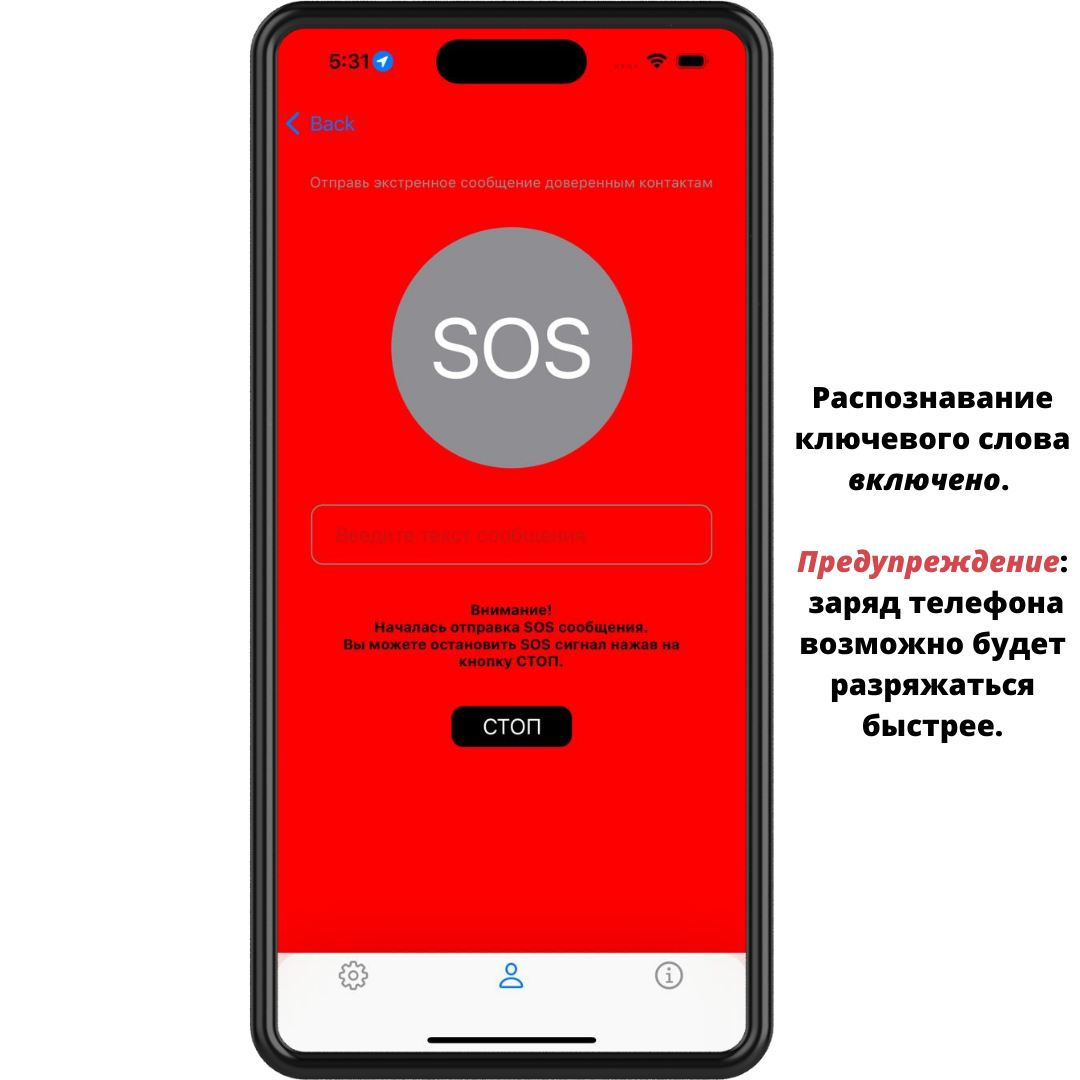 5:31
Back
Отправь экстренное сообщение доверенным контактам
SOS
Введите текст сообщения
Внимание!
Началась отправка SOS сообщения.
Вы можете остановить SOS сигнал нажав на
кнопку СТОП.
СТОП
Распознавание
ключевого слова
включено.
Предупреждение:
заряд телефона
возможно будет
разряжаться
быстрее.